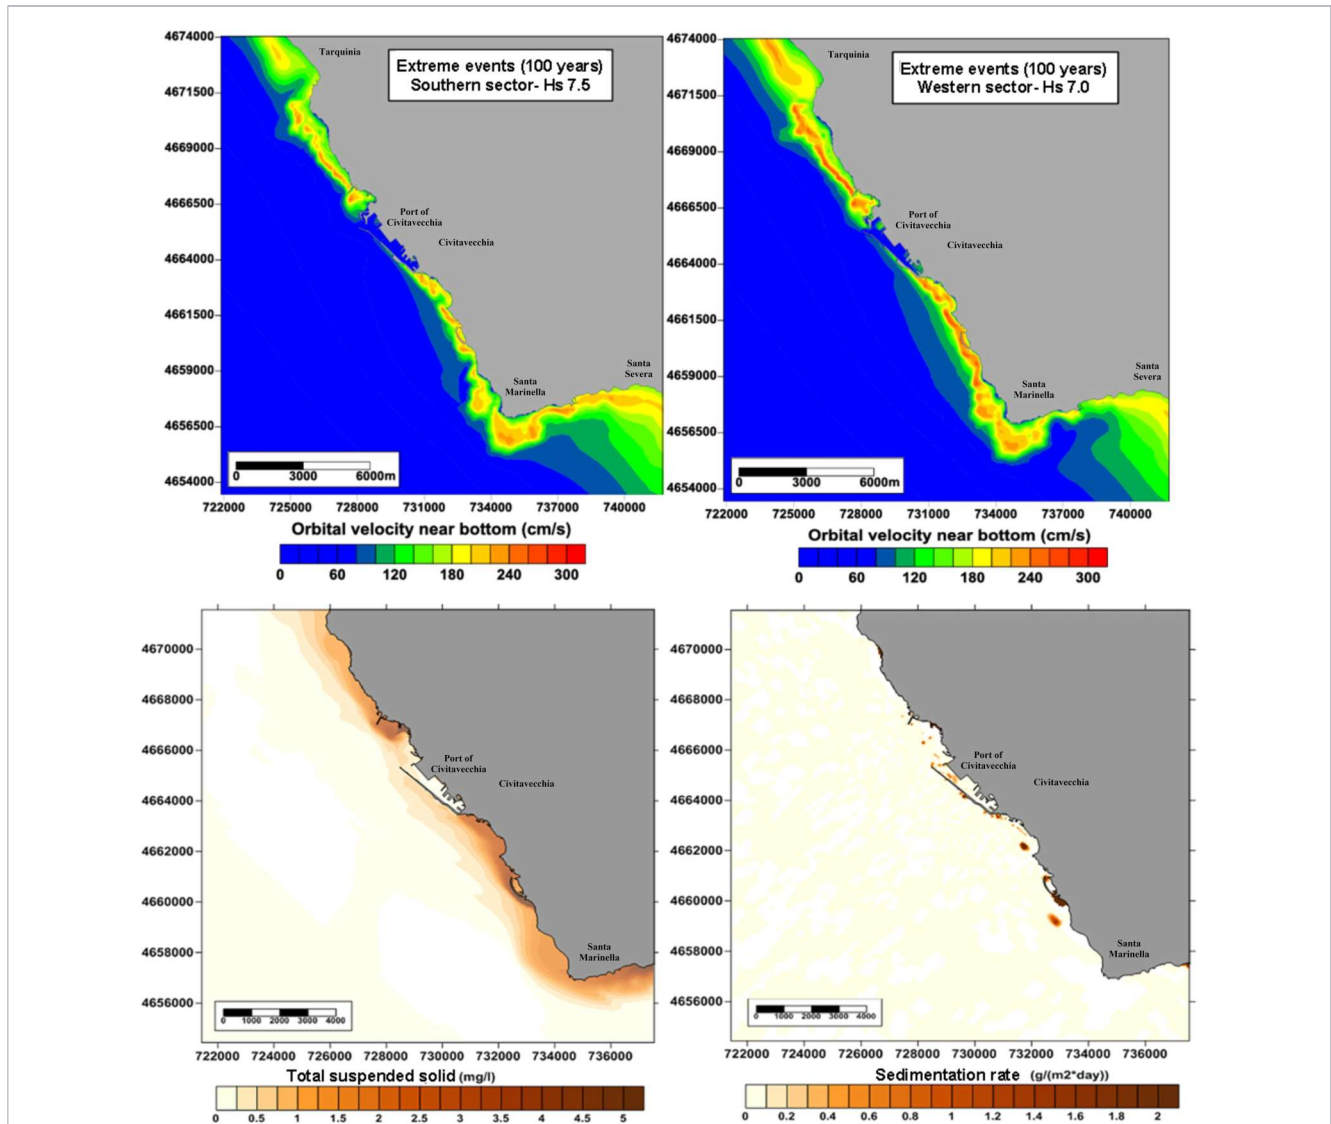 Extreme events (100 years)
Southern sector- Hs 7.5
Tarquinia
Port of
Civitavecchia
Civitavecchia
Santa
Marinella
Santa
Severa
4674000
4671500
4669000
4666500
4664000
4661500
4659000
4656500
4654000
0 3000 6000m
722000 725000 728000 731000 734000 737000 740000
Orbital velocity near bottom (cm/s)
0 60 120 180 240 300
Extreme events (100 years)
Western sector- Hs 7.0
Tarquinia
Port of
Civitavecchia
Civitavecchia
Santa
Marinella
Santa
Severa
4674000
4671500
4669000
4666500
4664000
4661500
4659000
4656500
4654000
0 3000 6000m
722000 725000 728000 731000 734000 737000 740000
Orbital velocity near bottom (cm/s)
0 60 120 180 240 300
4670000
4668000
4666000
4664000
4662000
4660000
4658000
4656000
Port of
Civitavecchia
Civitavecchia
Santa
Marinella
0 1000 2000 3000 4000
722000 726000 728000 730000 732000 734000 736000
Total suspended solid (mg/l)
0 0.5 1 1.5 2 2.5 3 3.5 4 4.5 5
4670000
4668000
4666000
4664000
4662000
4660000
4658000
4656000
Port of
Civitavecchia
Civitavecchia
Santa
Marinella
0 1000 2000 3000 4000
722000 724000 726000 728000 730000 732000 734000 736000
Sedimentation rate (g/(m2*day))
0 0.2 0.4 0.6 0.8 1 1.2 1.4 1.6 1.8 2